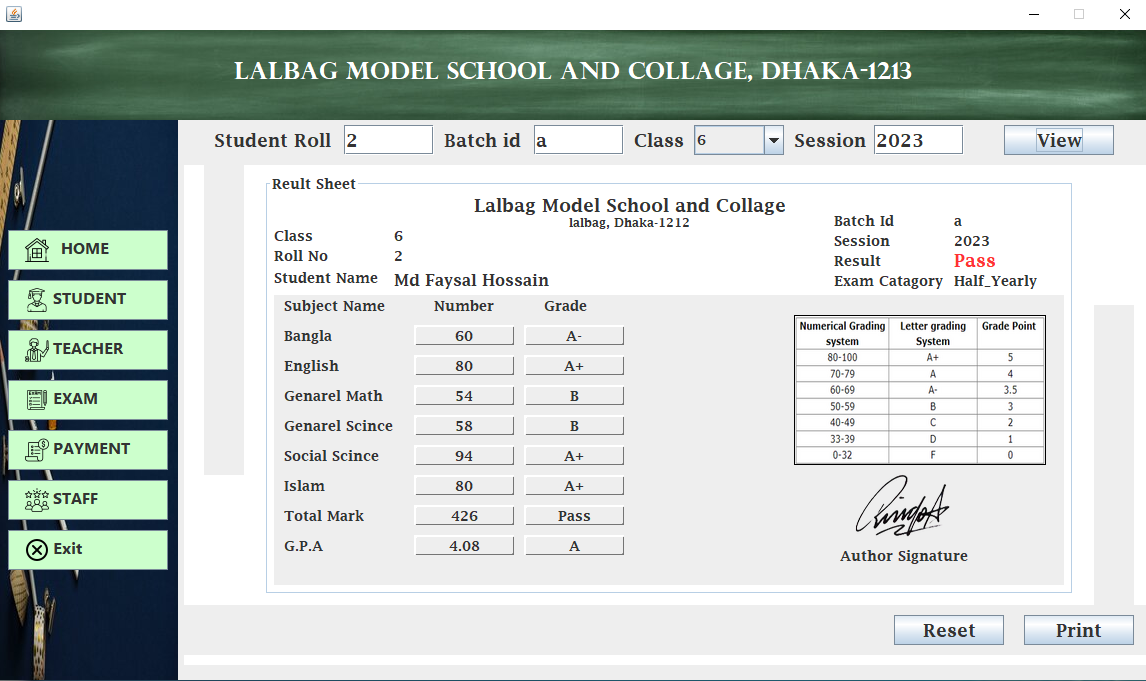 LALBAG MODEL SCHOOL AND COLLAGE, DHAKA-1213
Student Roll 2 Batch id a Class 6 Session 2023 View
HOME
STUDENT
TEACHER
EXAM
PAYMENT
STAFF
Exit
Reult Sheet
Lalbag Model School and Collage
lalbag, Dhaka-1212
Class 6
Roll No 2
Student Name Md Faysal Hossain
Batch Id a
Session 2023
Result Pass
Exam Catagory Half_Yearly
Subject Name Number Grade
Bangla 60 A-
English 80 A+
Genarel Math 54 B
Genarel Scince 58 B
Social Scince 94 A+
Islam 80 A+
Total Mark 426 Pass
G.P.A 4.08 A
Numerical Grading system Letter grading System Grade Point
80-100 A+ 5
70-79 A 4
60-69 A- 3.5
50-59 B 3
40-49 C 2
33-39 D 1
0-32 F 0
Author Signature
Reset Print